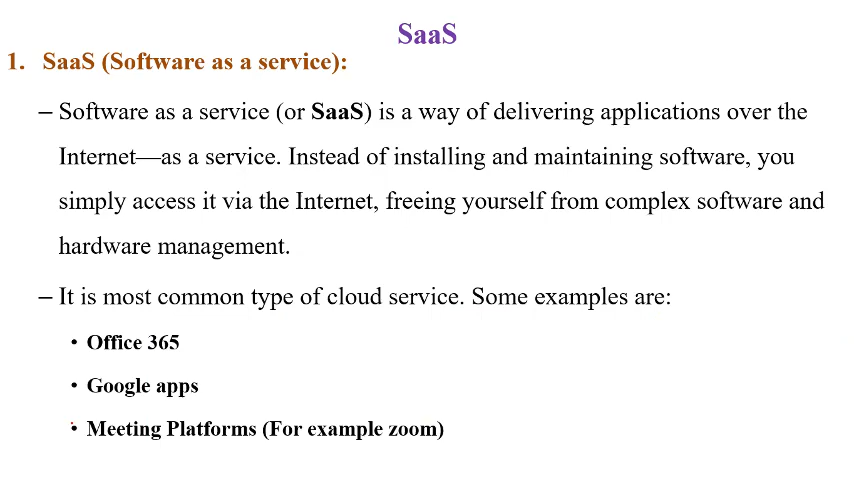 SaaS
1. SaaS (Software as a service):
– Software as a service (or SaaS) is a way of delivering applications over the
Internet—as a service. Instead of installing and maintaining software, you
simply access it via the Internet, freeing yourself from complex software and
hardware management.
– It is most common type of cloud service. Some examples are:
• Office 365
• Google apps
• Meeting Platforms (For example zoom)